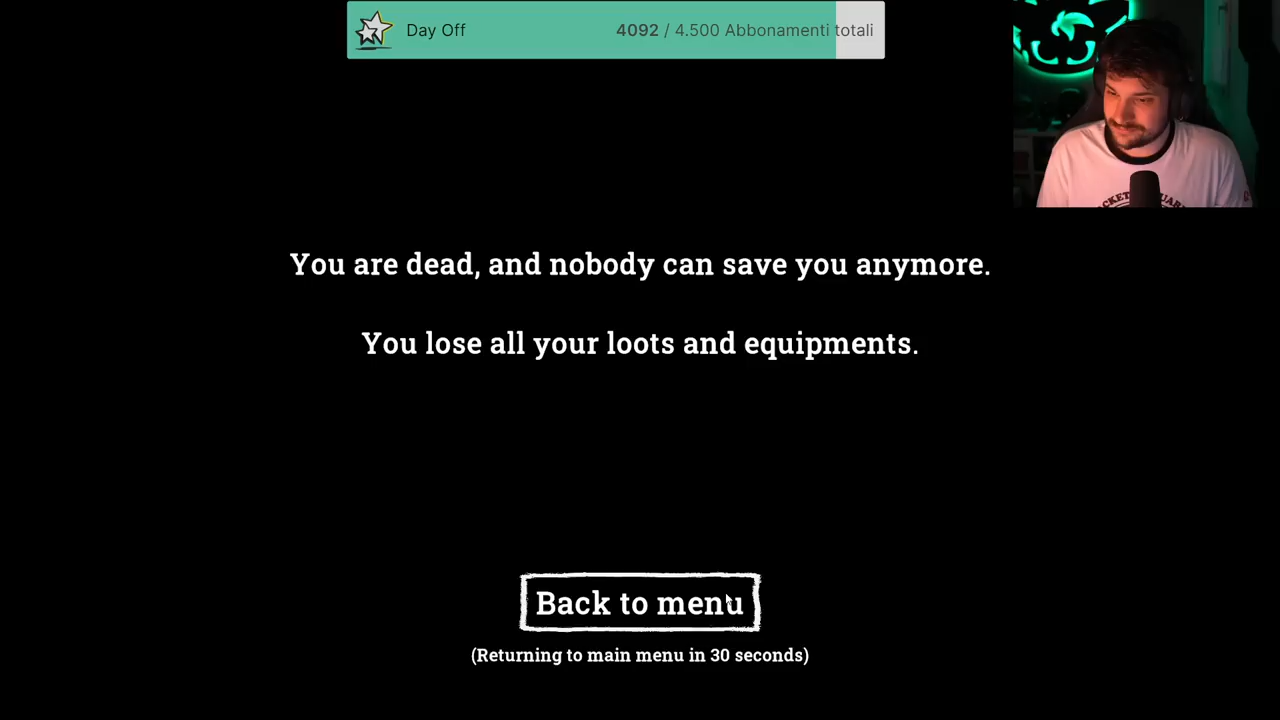 Day Off
4092 / 4.500 Abbonamenti totali
You are dead, and nobody can save you anymore.
You lose all your loots and equipments.
Back to menu
(Returning to main menu in 30 seconds)